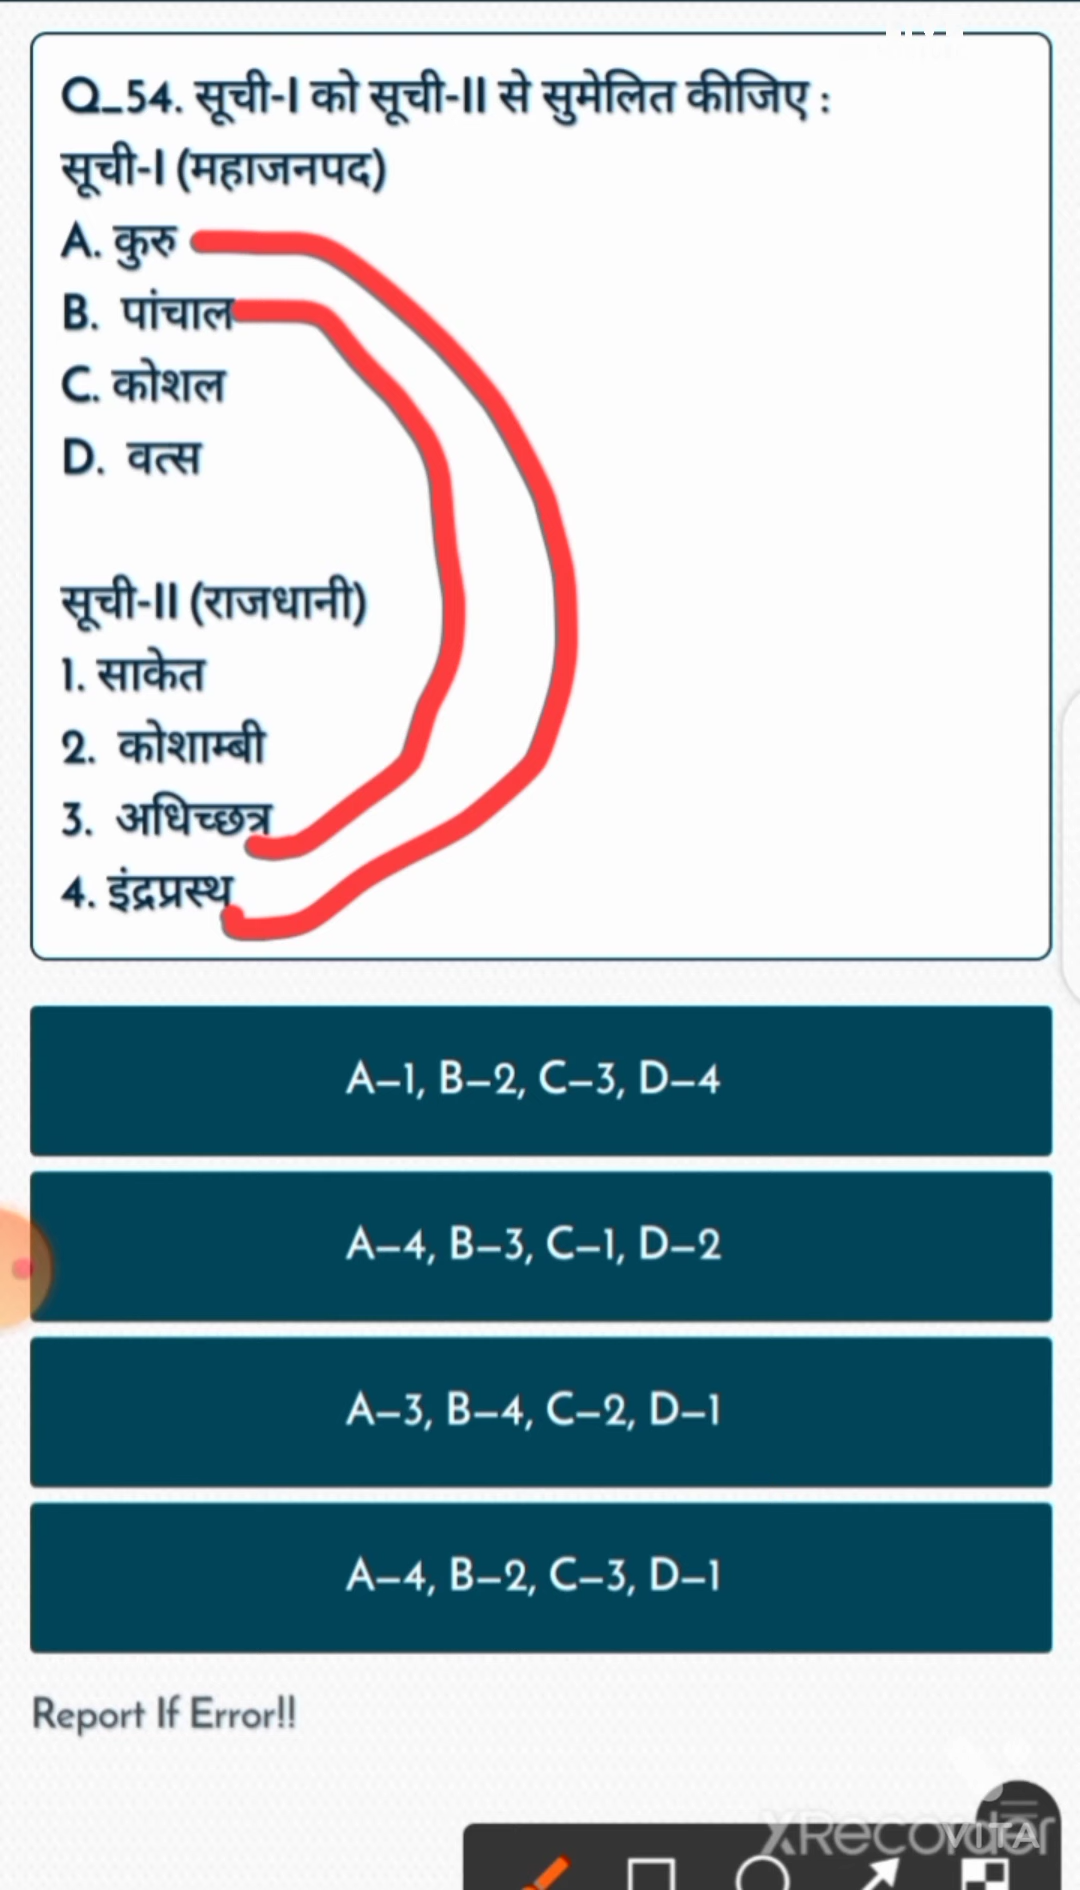 Q_54. सूची-I को सूची-II से सुमेलित कीजिए :
सूची-I (महाजनपद)
A. कुरु
B. पांचाल
C. कोशल
D. वत्स
सूची-II (राजधानी)
1. साकेत
2. कोशाम्बी
3. अधिच्छत्र
4. इंद्रप्रस्थ
A–1, B–2, C–3, D–4
A–4, B–3, C–1, D–2
A–3, B–4, C–2, D–1
A–4, B–2, C–3, D–1
Report If Error!!
XRecorder
VITA